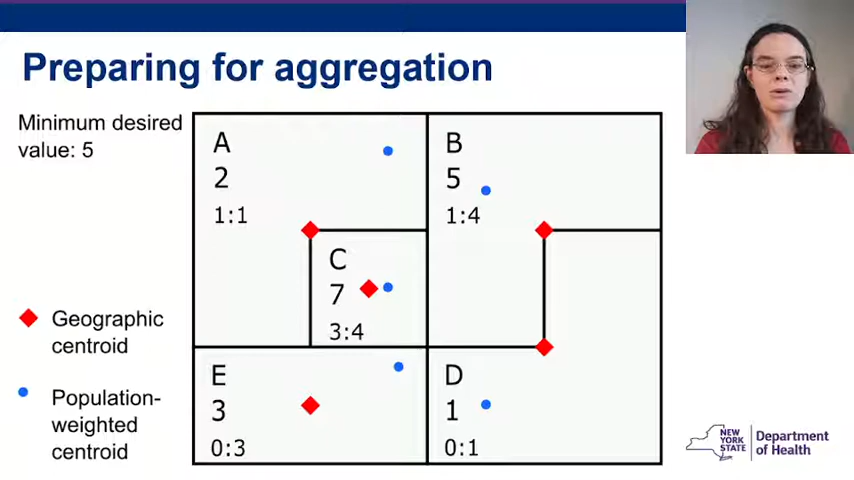 Preparing for aggregation
Minimum desired
value: 5
A
2
1:1
B
5
1:4
C
7
3:4
E
3
0:3
D
1
0:1
Geographic
centroid
Population-
weighted
centroid
NEW
YORK
STATE
Department
of Health